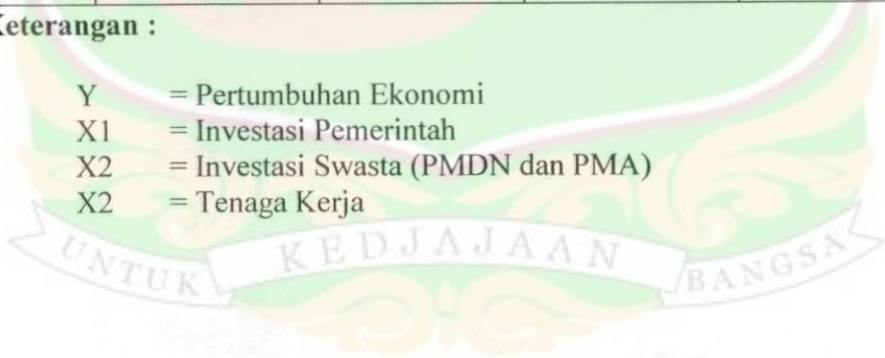 Keterangan :
Y = Pertumbuhan Ekonomi
X1 = Investasi Pemerintah
X2 = Investasi Swasta (PMDN dan PMA)
X2 = Tenaga Kerja
UNTUK KEDJAJAAN BANGSA